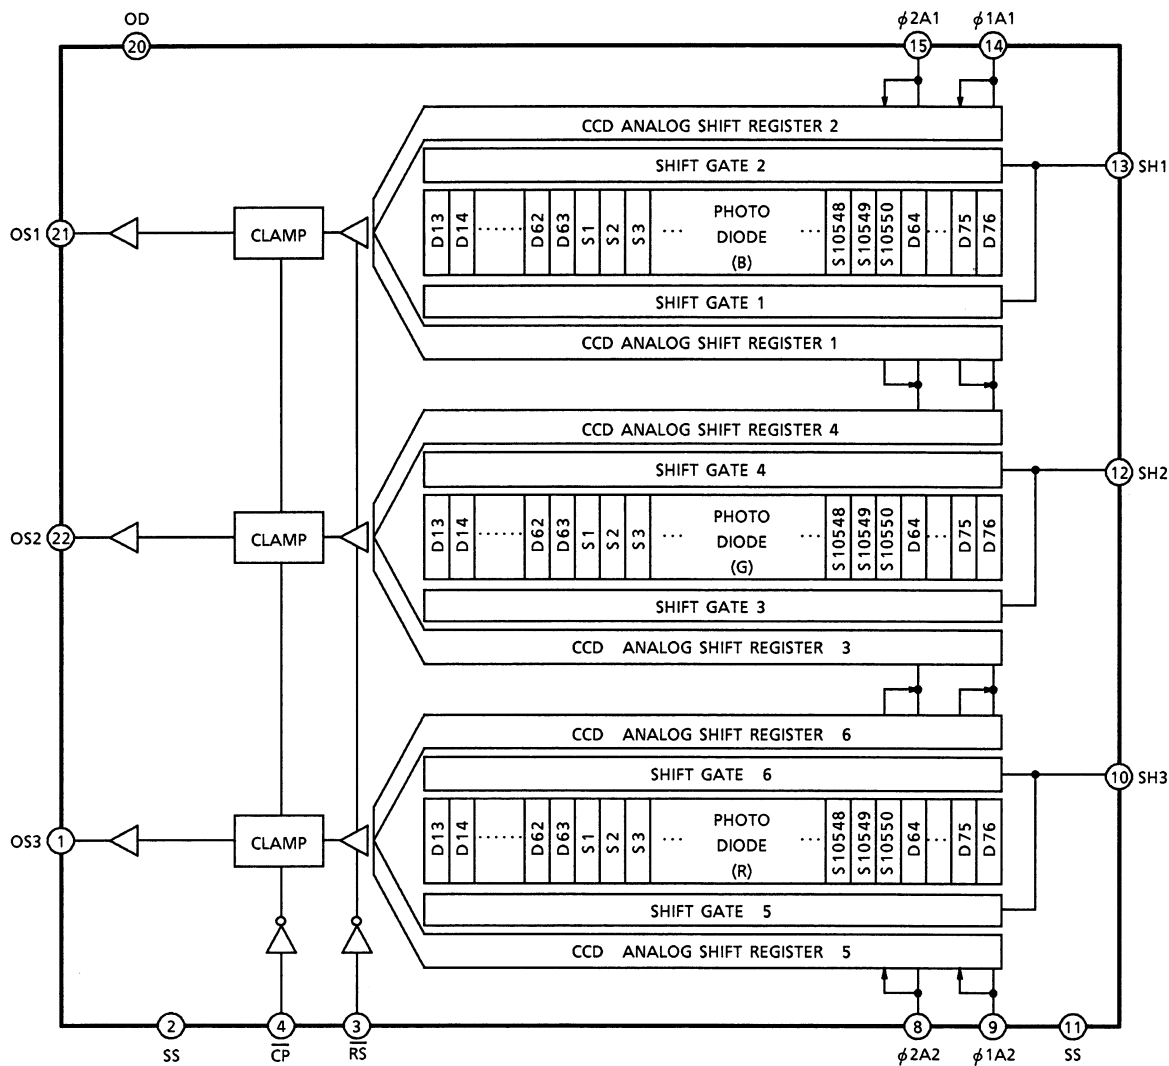 OD
φ2A1
φ1A1
20
15
14
CCD ANALOG SHIFT REGISTER 2
SHIFT GATE 2
13 SH1
D13
D14
........
D62
D63
S1
S2
S3
...
PHOTO
DIODE
(B)
...
S10548
S10549
S10550
D64
...
D75
D76
OS1 21
CLAMP
SHIFT GATE 1
CCD ANALOG SHIFT REGISTER 1
CCD ANALOG SHIFT REGISTER 4
SHIFT GATE 4
12 SH2
D13
D14
........
D62
D63
S1
S2
S3
...
PHOTO
DIODE
(G)
...
S10548
S10549
S10550
D64
...
D75
D76
OS2 22
CLAMP
SHIFT GATE 3
CCD ANALOG SHIFT REGISTER 3
CCD ANALOG SHIFT REGISTER 6
SHIFT GATE 6
10 SH3
D13
D14
........
D62
D63
S1
S2
S3
...
PHOTO
DIODE
(R)
...
S10548
S10549
S10550
D64
...
D75
D76
OS3 1
CLAMP
SHIFT GATE 5
CCD ANALOG SHIFT REGISTER 5
2
4
3
8
9
11
SS
C̅P̅
R̅S̅
φ2A2
φ1A2
SS